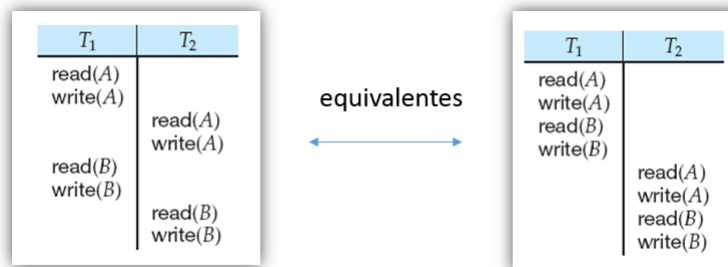 T₁ T₂
read(A)
write(A)
read(A)
write(A)
read(B)
write(B)
read(B)
write(B)
equivalentes
T₁ T₂
read(A)
write(A)
read(B)
write(B)
read(A)
write(A)
read(B)
write(B)